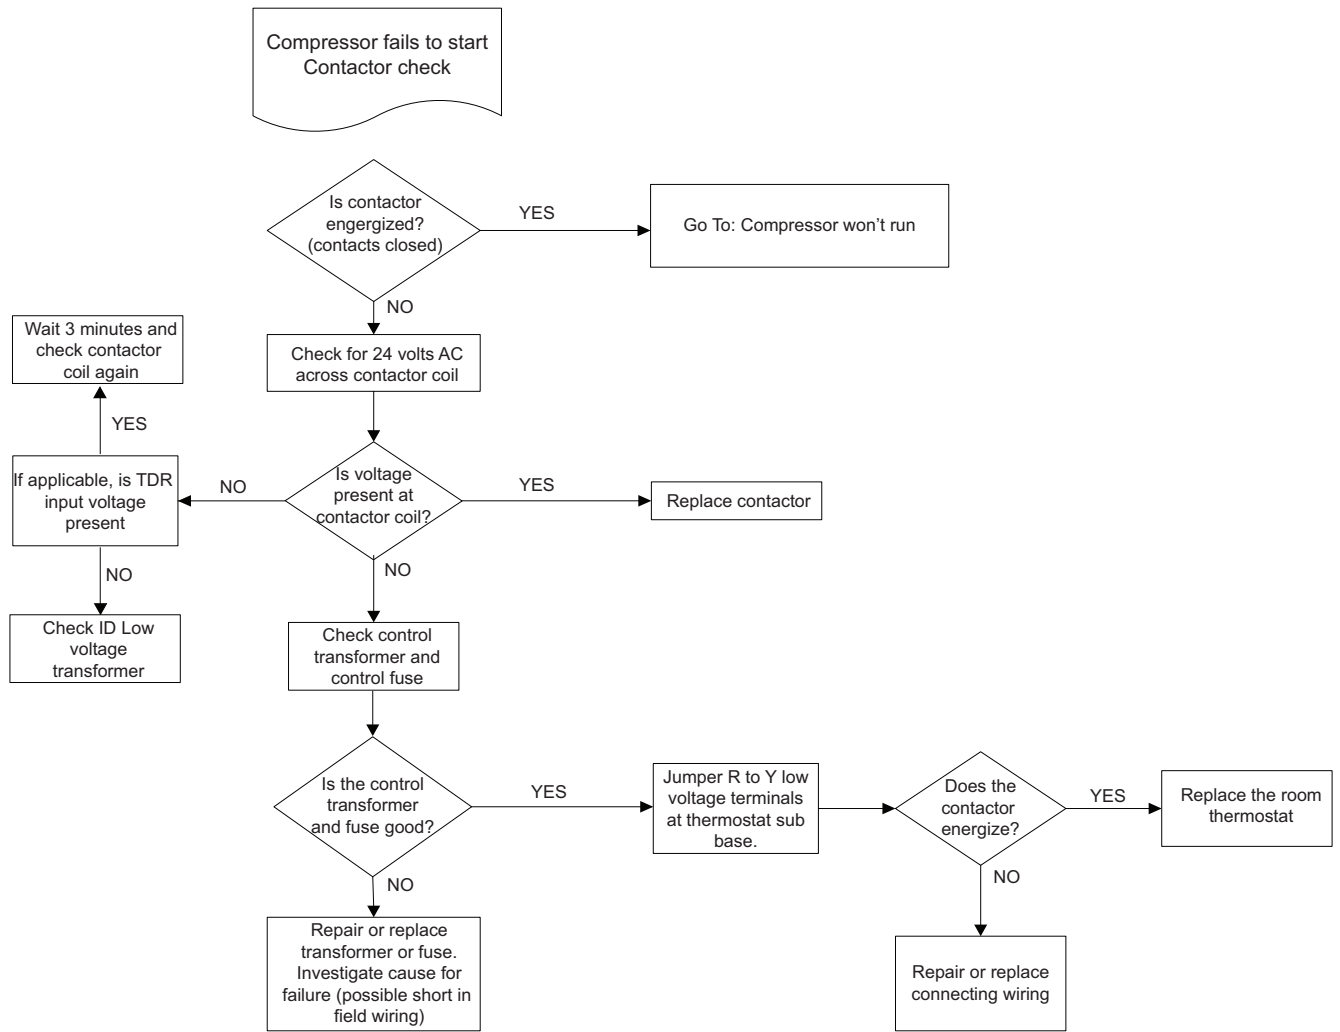 Compressor fails to start
Contactor check
Is contactor
engergized?
(contacts closed)
YES
Go To: Compressor won't run
NO
Wait 3 minutes and
check contactor
coil again
Check for 24 volts AC
across contactor coil
YES
If applicable, is TDR
input voltage
present
NO
Is voltage
present at
contactor coil?
YES
Replace contactor
NO
NO
Check ID Low
voltage
transformer
Check control
transformer and
control fuse
Is the control
transformer
and fuse good?
YES
Jumper R to Y low
voltage terminals
at thermostat sub
base.
Does the
contactor
energize?
YES
Replace the room
thermostat
NO
NO
Repair or replace
transformer or fuse.
Investigate cause for
failure (possible short in
field wiring)
Repair or replace
connecting wiring